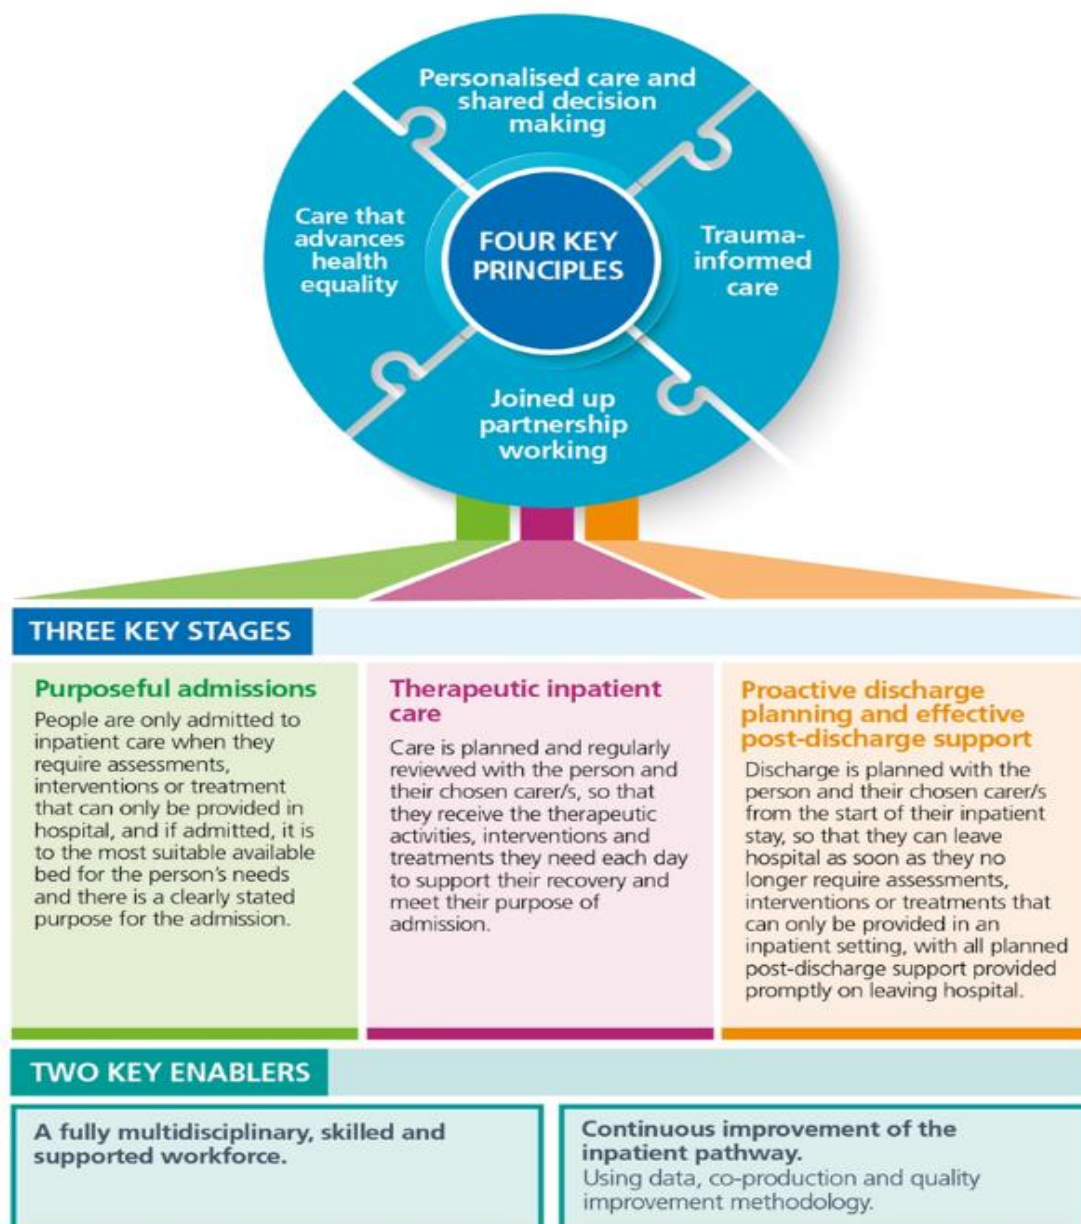 Personalised care and
shared decision
making
Care that
advances
health
equality
FOUR KEY
PRINCIPLES
Trauma-
informed
care
Joined up
partnership
working
THREE KEY STAGES
Purposeful admissions
People are only admitted to
inpatient care when they
require assessments,
interventions or treatment
that can only be provided in
hospital, and if admitted, it is
to the most suitable available
bed for the person's needs
and there is a clearly stated
purpose for the admission.
Therapeutic inpatient
care
Care is planned and regularly
reviewed with the person and
their chosen carer/s, so that
they receive the therapeutic
activities, interventions and
treatments they need each day
to support their recovery and
meet their purpose of
admission.
Proactive discharge
planning and effective
post-discharge support
Discharge is planned with the
person and their chosen carer/s
from the start of their inpatient
stay, so that they can leave
hospital as soon as they no
longer require assessments,
interventions or treatments that
can only be provided in an
inpatient setting, with all planned
post-discharge support provided
promptly on leaving hospital.
TWO KEY ENABLERS
A fully multidisciplinary, skilled and
supported workforce.
Continuous improvement of the
inpatient pathway.
Using data, co-production and quality
improvement methodology.